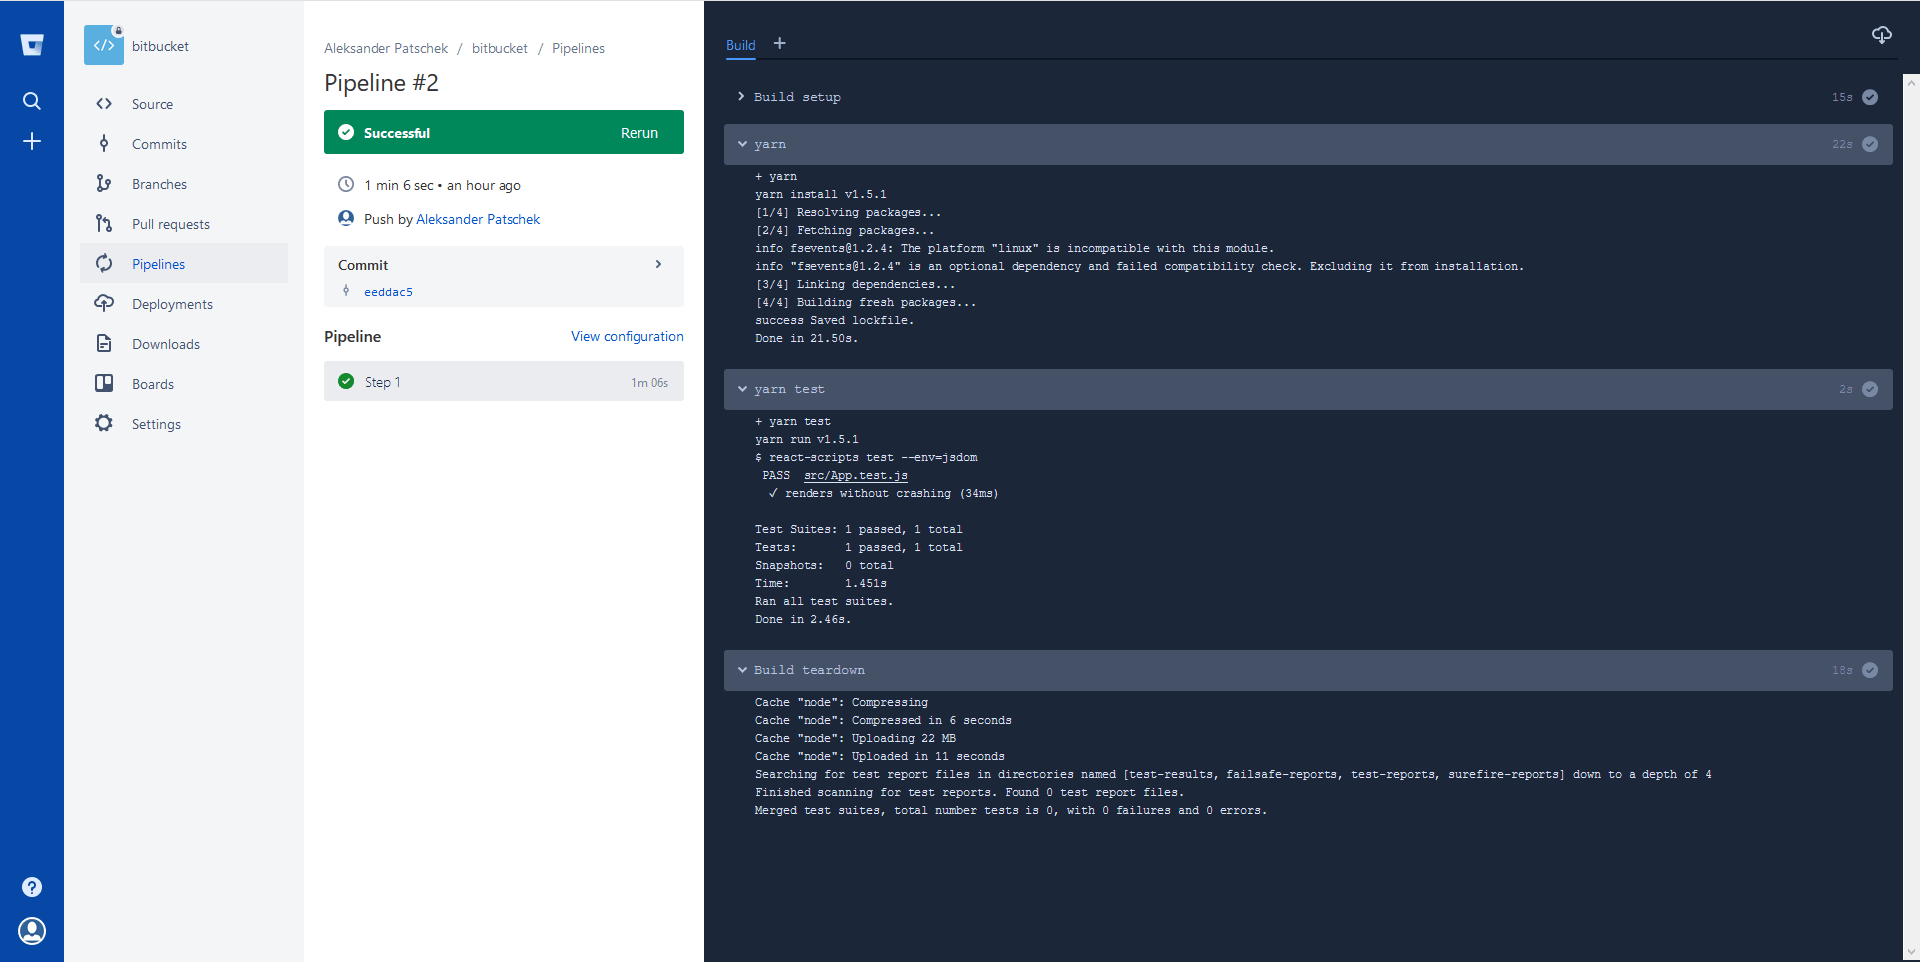 bitbucket
Source
Commits
Branches
Pull requests
Pipelines
Deployments
Downloads
Boards
Settings
Aleksander Patschek / bitbucket / Pipelines
Pipeline #2
Successful Rerun
1 min 6 sec • an hour ago
Push by Aleksander Patschek
Commit
eeddac5
Pipeline View configuration
Step 1 1m 06s
Build +
Build setup 15s
yarn 22s
+ yarn
yarn install v1.5.1
[1/4] Resolving packages...
[2/4] Fetching packages...
info fsevents@1.2.4: The platform "linux" is incompatible with this module.
info "fsevents@1.2.4" is an optional dependency and failed compatibility check. Excluding it from installation.
[3/4] Linking dependencies...
[4/4] Building fresh packages...
success Saved lockfile.
Done in 21.50s.
yarn test 2s
+ yarn test
yarn run v1.5.1
$ react-scripts test --env=jsdom
PASS src/App.test.js
✓ renders without crashing (34ms)
Test Suites: 1 passed, 1 total
Tests: 1 passed, 1 total
Snapshots: 0 total
Time: 1.451s
Ran all test suites.
Done in 2.46s.
Build teardown 18s
Cache "node": Compressing
Cache "node": Compressed in 6 seconds
Cache "node": Uploading 22 MB
Cache "node": Uploaded in 11 seconds
Searching for test report files in directories named [test-results, failsafe-reports, test-reports, surefire-reports] down to a depth of 4
Finished scanning for test reports. Found 0 test report files.
Merged test suites, total number tests is 0, with 0 failures and 0 errors.